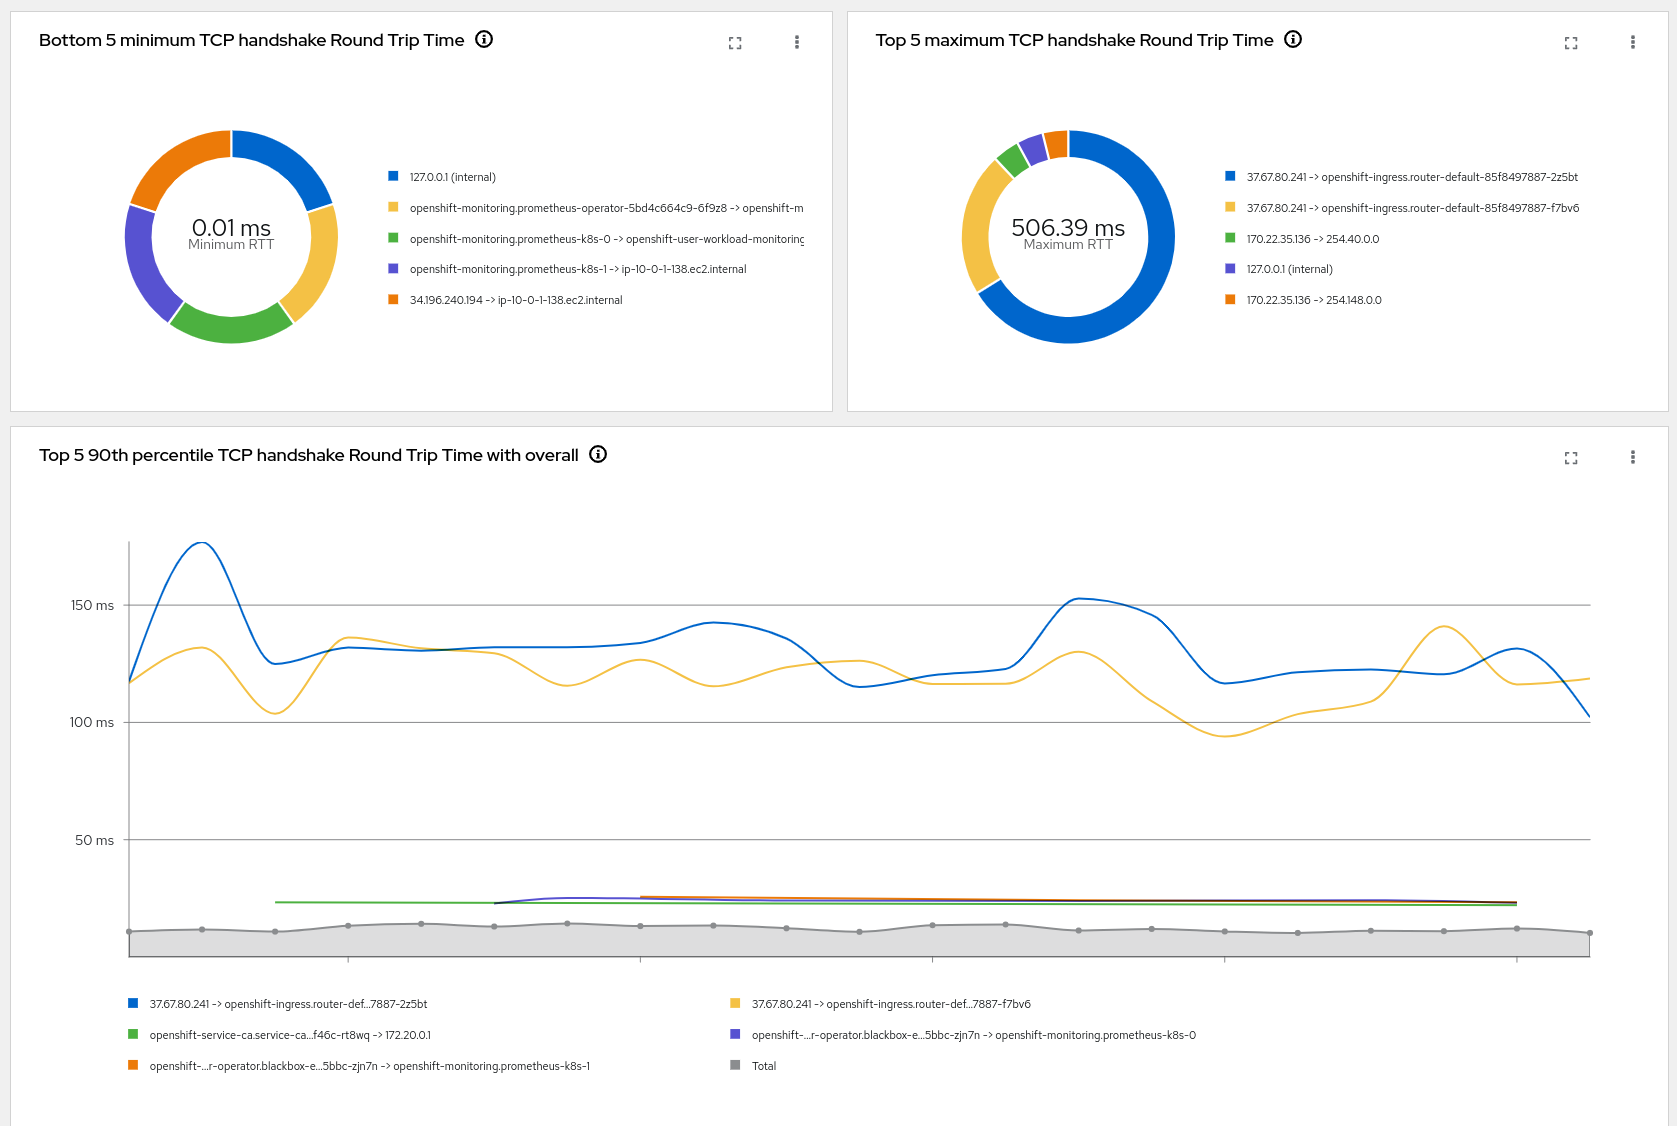 Bottom 5 minimum TCP handshake Round Trip Time
0.01 ms
Minimum RTT
127.0.0.1 (internal)
openshift-monitoring.prometheus-operator-5bd4c664c9-6f9z8 -> openshift-m
openshift-monitoring.prometheus-k8s-0 -> openshift-user-workload-monitoring
openshift-monitoring.prometheus-k8s-1 -> ip-10-0-1-138.ec2.internal
34.196.240.194 -> ip-10-0-1-138.ec2.internal
Top 5 maximum TCP handshake Round Trip Time
506.39 ms
Maximum RTT
37.67.80.241 -> openshift-ingress.router-default-85f8497887-2z5bt
37.67.80.241 -> openshift-ingress.router-default-85f8497887-f7bv6
170.22.35.136 -> 254.40.0.0
127.0.0.1 (internal)
170.22.35.136 -> 254.148.0.0
Top 5 90th percentile TCP handshake Round Trip Time with overall
150 ms
100 ms
50 ms
37.67.80.241 -> openshift-ingress.router-def...7887-2z5bt
37.67.80.241 -> openshift-ingress.router-def...7887-f7bv6
openshift-service-ca.service-ca...f46c-rt8wq -> 172.20.0.1
openshift-...r-operator.blackbox-e...5bbc-zjn7n -> openshift-monitoring.prometheus-k8s-0
openshift-...r-operator.blackbox-e...5bbc-zjn7n -> openshift-monitoring.prometheus-k8s-1
Total